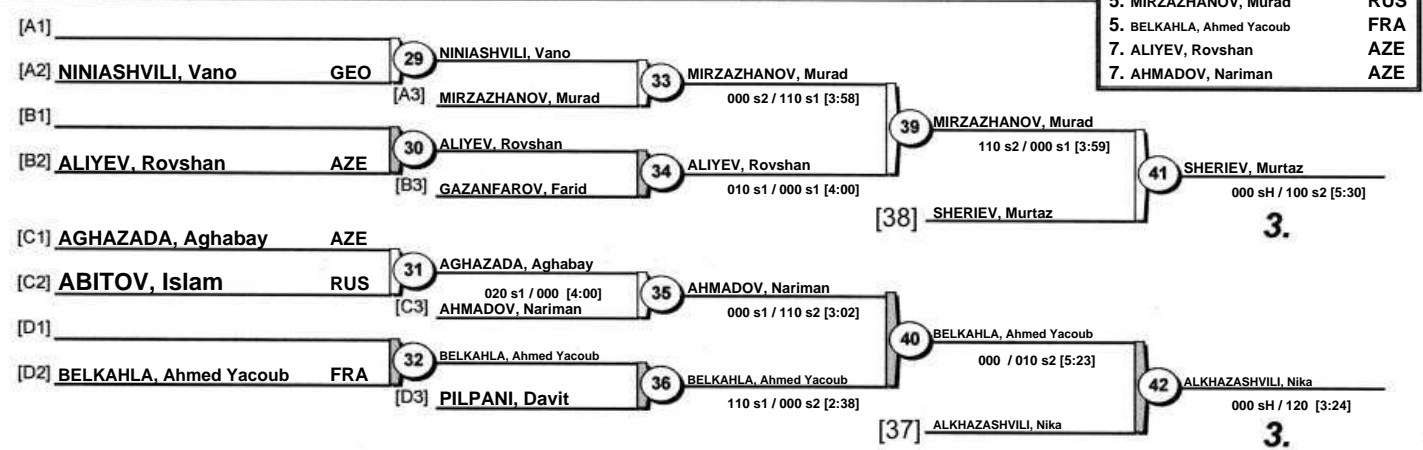 5. MIRZAZHANOV, Murad RUS
5. BELKAHLA, Ahmed Yacoub FRA
7. ALIYEV, Rovshan AZE
7. AHMADOV, Nariman AZE
[A1]
[A2] NINIASHVILI, Vano GEO
29
NINIASHVILI, Vano
[A3] MIRZAZHANOV, Murad
33
MIRZAZHANOV, Murad
000 s2 / 110 s1 [3:58]
[B1]
[B2] ALIYEV, Rovshan AZE
30
ALIYEV, Rovshan
[B3] GAZANFAROV, Farid
34
ALIYEV, Rovshan
010 s1 / 000 s1 [4:00]
39
MIRZAZHANOV, Murad
110 s2 / 000 s1 [3:59]
[38] SHERIEV, Murtaz
41
SHERIEV, Murtaz
000 sH / 100 s2 [5:30]
3.
[C1] AGHAZADA, Aghabay AZE
[C2] ABITOV, Islam RUS
31
AGHAZADA, Aghabay
020 s1 / 000 [4:00]
[C3] AHMADOV, Nariman
35
AHMADOV, Nariman
000 s1 / 110 s2 [3:02]
[D1]
[D2] BELKAHLA, Ahmed Yacoub FRA
32
BELKAHLA, Ahmed Yacoub
[D3] PILPANI, Davit
36
BELKAHLA, Ahmed Yacoub
110 s1 / 000 s2 [2:38]
40
BELKAHLA, Ahmed Yacoub
000 / 010 s2 [5:23]
[37] ALKHAZASHVILI, Nika
42
ALKHAZASHVILI, Nika
000 sH / 120 [3:24]
3.